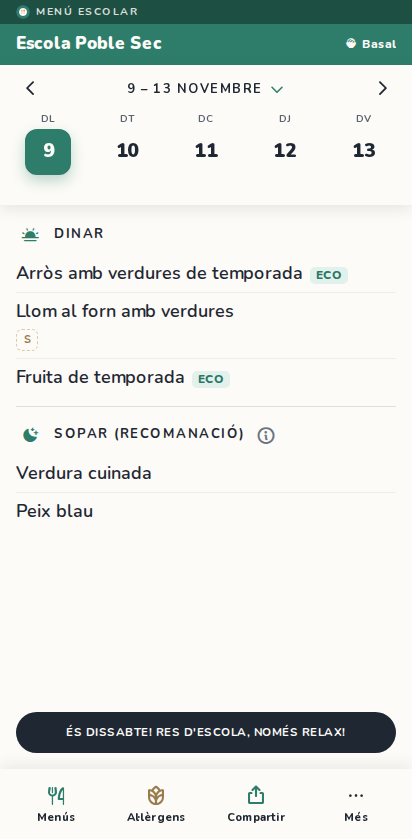 MENÚ ESCOLAR
Escola Poble Sec
Basal
9 – 13 NOVEMBRE
DL DT DC DJ DV
9 10 11 12 13
DINAR
Arròs amb verdures de temporada ECO
Llom al forn amb verdures
S
Fruita de temporada ECO
SOPAR (RECOMANACIÓ)
Verdura cuinada
Peix blau
ÉS DISSABTE! RES D'ESCOLA, NOMÉS RELAX!
Menús Al·lèrgens Compartir Més